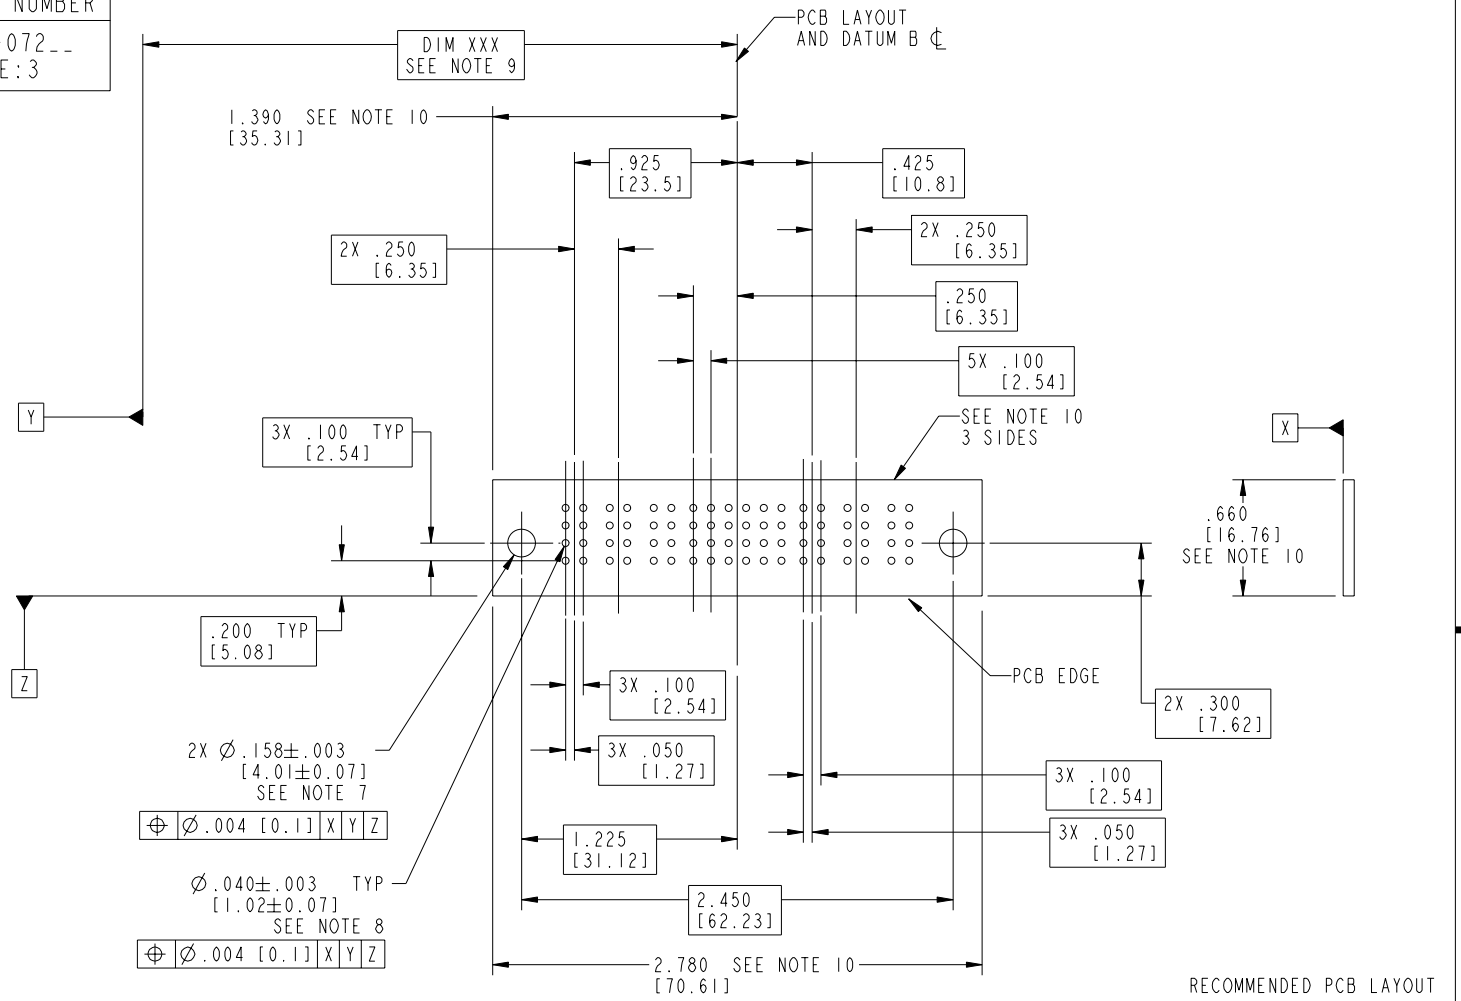 NUMBER
072__
E:3
PCB LAYOUT
AND DATUM B ℄
DIM XXX
SEE NOTE 9
1.390 SEE NOTE 10
[35.31]
.925
[23.5]
.425
[10.8]
2X .250
[6.35]
2X .250
[6.35]
.250
[6.35]
5X .100
[2.54]
Y
3X .100 TYP
[2.54]
SEE NOTE 10
3 SIDES
X
.660
[16.76]
SEE NOTE 10
.200 TYP
[5.08]
Z
PCB EDGE
3X .100
[2.54]
2X .300
[7.62]
2X Ø.158±.003
[4.01±0.07]
SEE NOTE 7
⌖ Ø.004 [0.1] X Y Z
3X .050
[1.27]
3X .100
[2.54]
1.225
[31.12]
3X .050
[1.27]
Ø.040±.003 TYP
[1.02±0.07]
SEE NOTE 8
⌖ Ø.004 [0.1] X Y Z
2.450
[62.23]
2.780 SEE NOTE 10
[70.61]
RECOMMENDED PCB LAYOUT